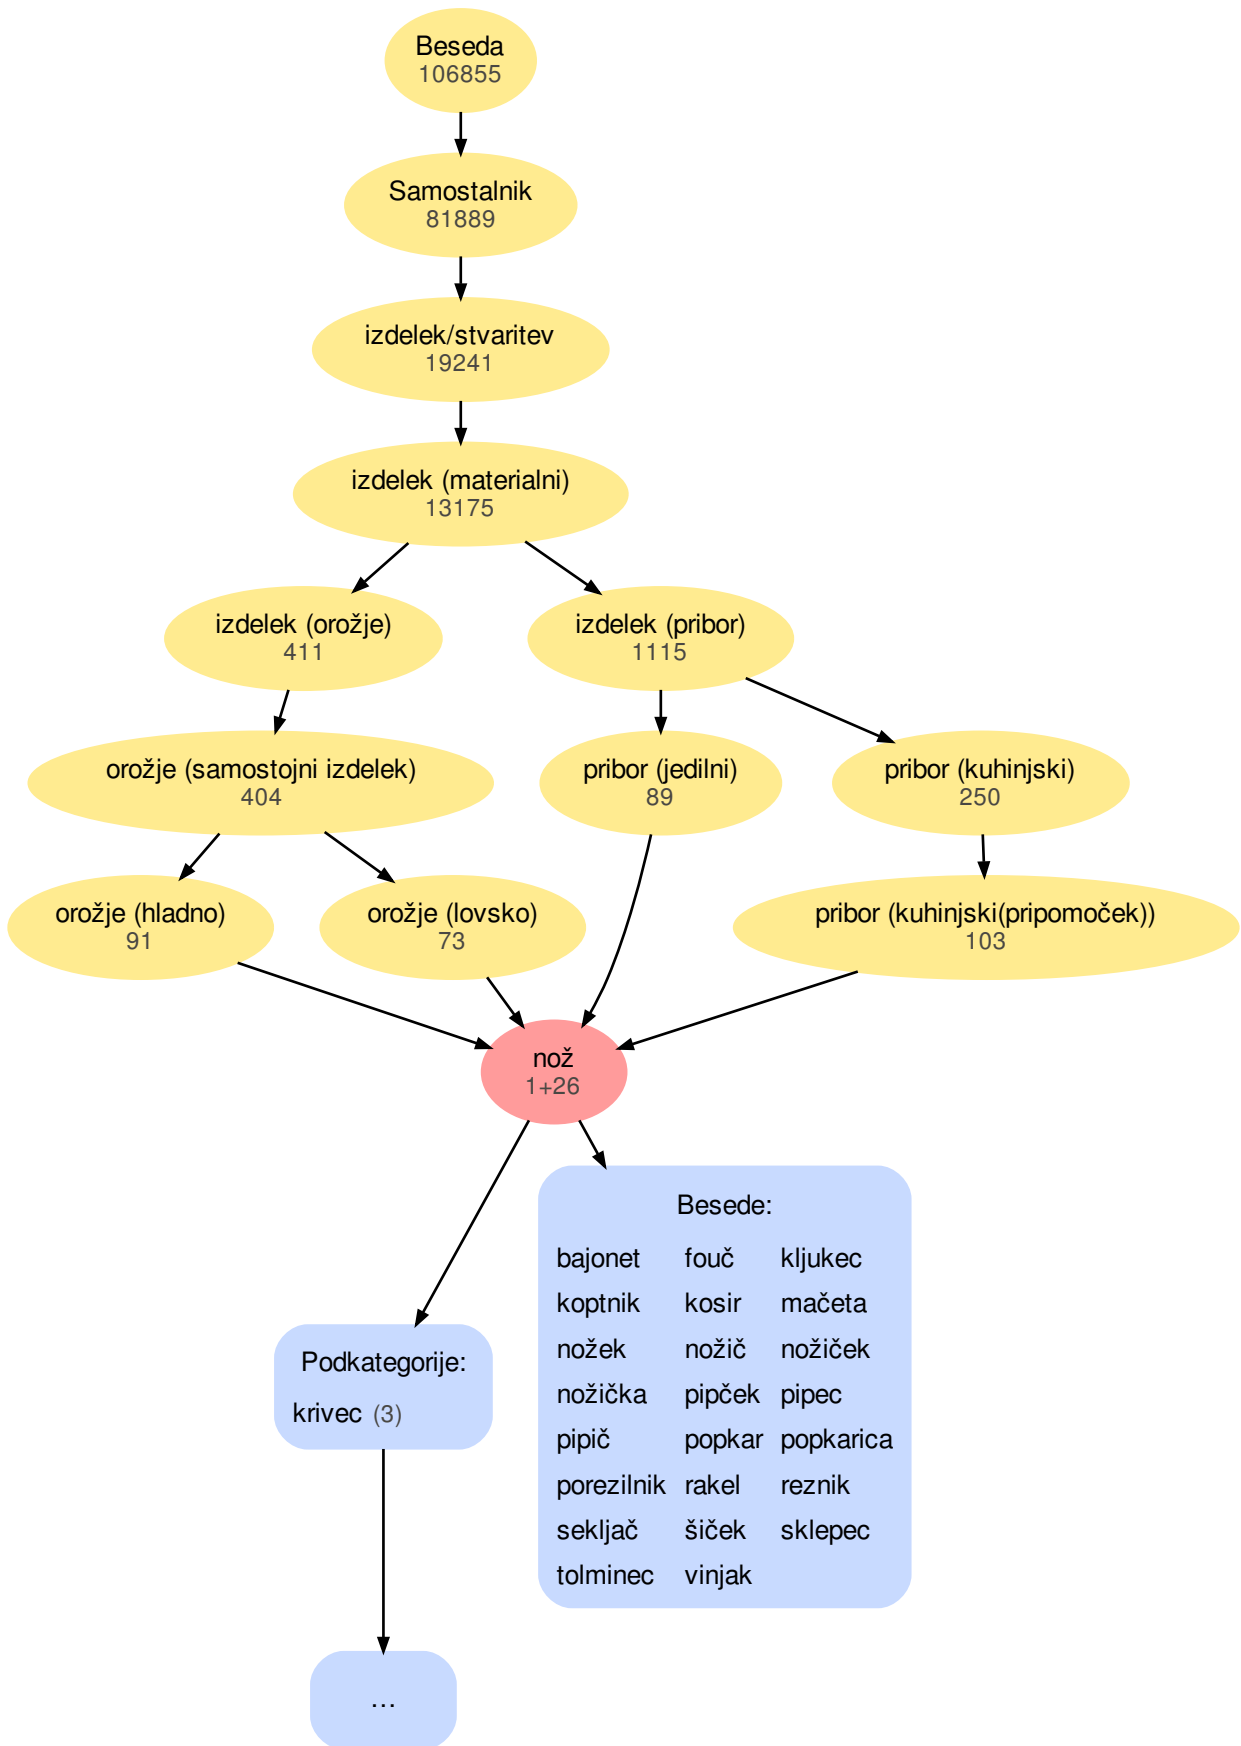 Beseda
106855
Samostalnik
81889
izdelek/stvaritev
19241
izdelek (materialni)
13175
izdelek (orožje)
411
izdelek (pribor)
1115
orožje (samostojni izdelek)
404
pribor (jedilni)
89
pribor (kuhinjski)
250
orožje (hladno)
91
orožje (lovsko)
73
pribor (kuhinjski(pripomoček))
103
nož
1+26
Besede:
bajonet fouč kljukec
koptnik kosir mačeta
nožek nožič nožiček
nožička pipček pipec
pipič popkar popkarica
porezilnik rakel reznik
sekljač šiček sklepec
tolminec vinjak
Podkategorije:
krivec (3)
...